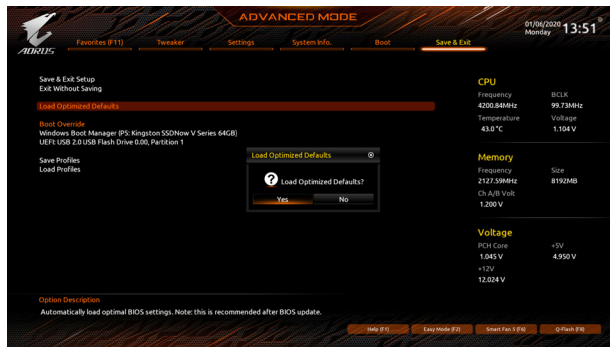 ADVANCED MODE
01/06/2020 Monday 13:51
AORUS
Favorites (F11) Tweaker Settings System Info. Boot Save & Exit
Save & Exit Setup
Exit Without Saving
Load Optimized Defaults
Boot Override
Windows Boot Manager (P5: Kingston SSDNow V Series 64GB)
UEFI: USB 2.0 USB Flash Drive 0.00, Partition 1
Save Profiles
Load Profiles
Load Optimized Defaults
Load Optimized Defaults?
Yes No
CPU
Frequency BCLK
4200.84MHz 99.73MHz
Temperature Voltage
43.0 °C 1.104 V
Memory
Frequency Size
2127.59MHz 8192MB
Ch A/B Volt
1.200 V
Voltage
PCH Core +5V
1.045 V 4.950 V
+12V
12.024 V
Option Description
Automatically load optimal BIOS settings. Note: this is recommended after BIOS update.
Help (F1) Easy Mode (F2) Smart Fan 5 (F6) Q-Flash (F8)